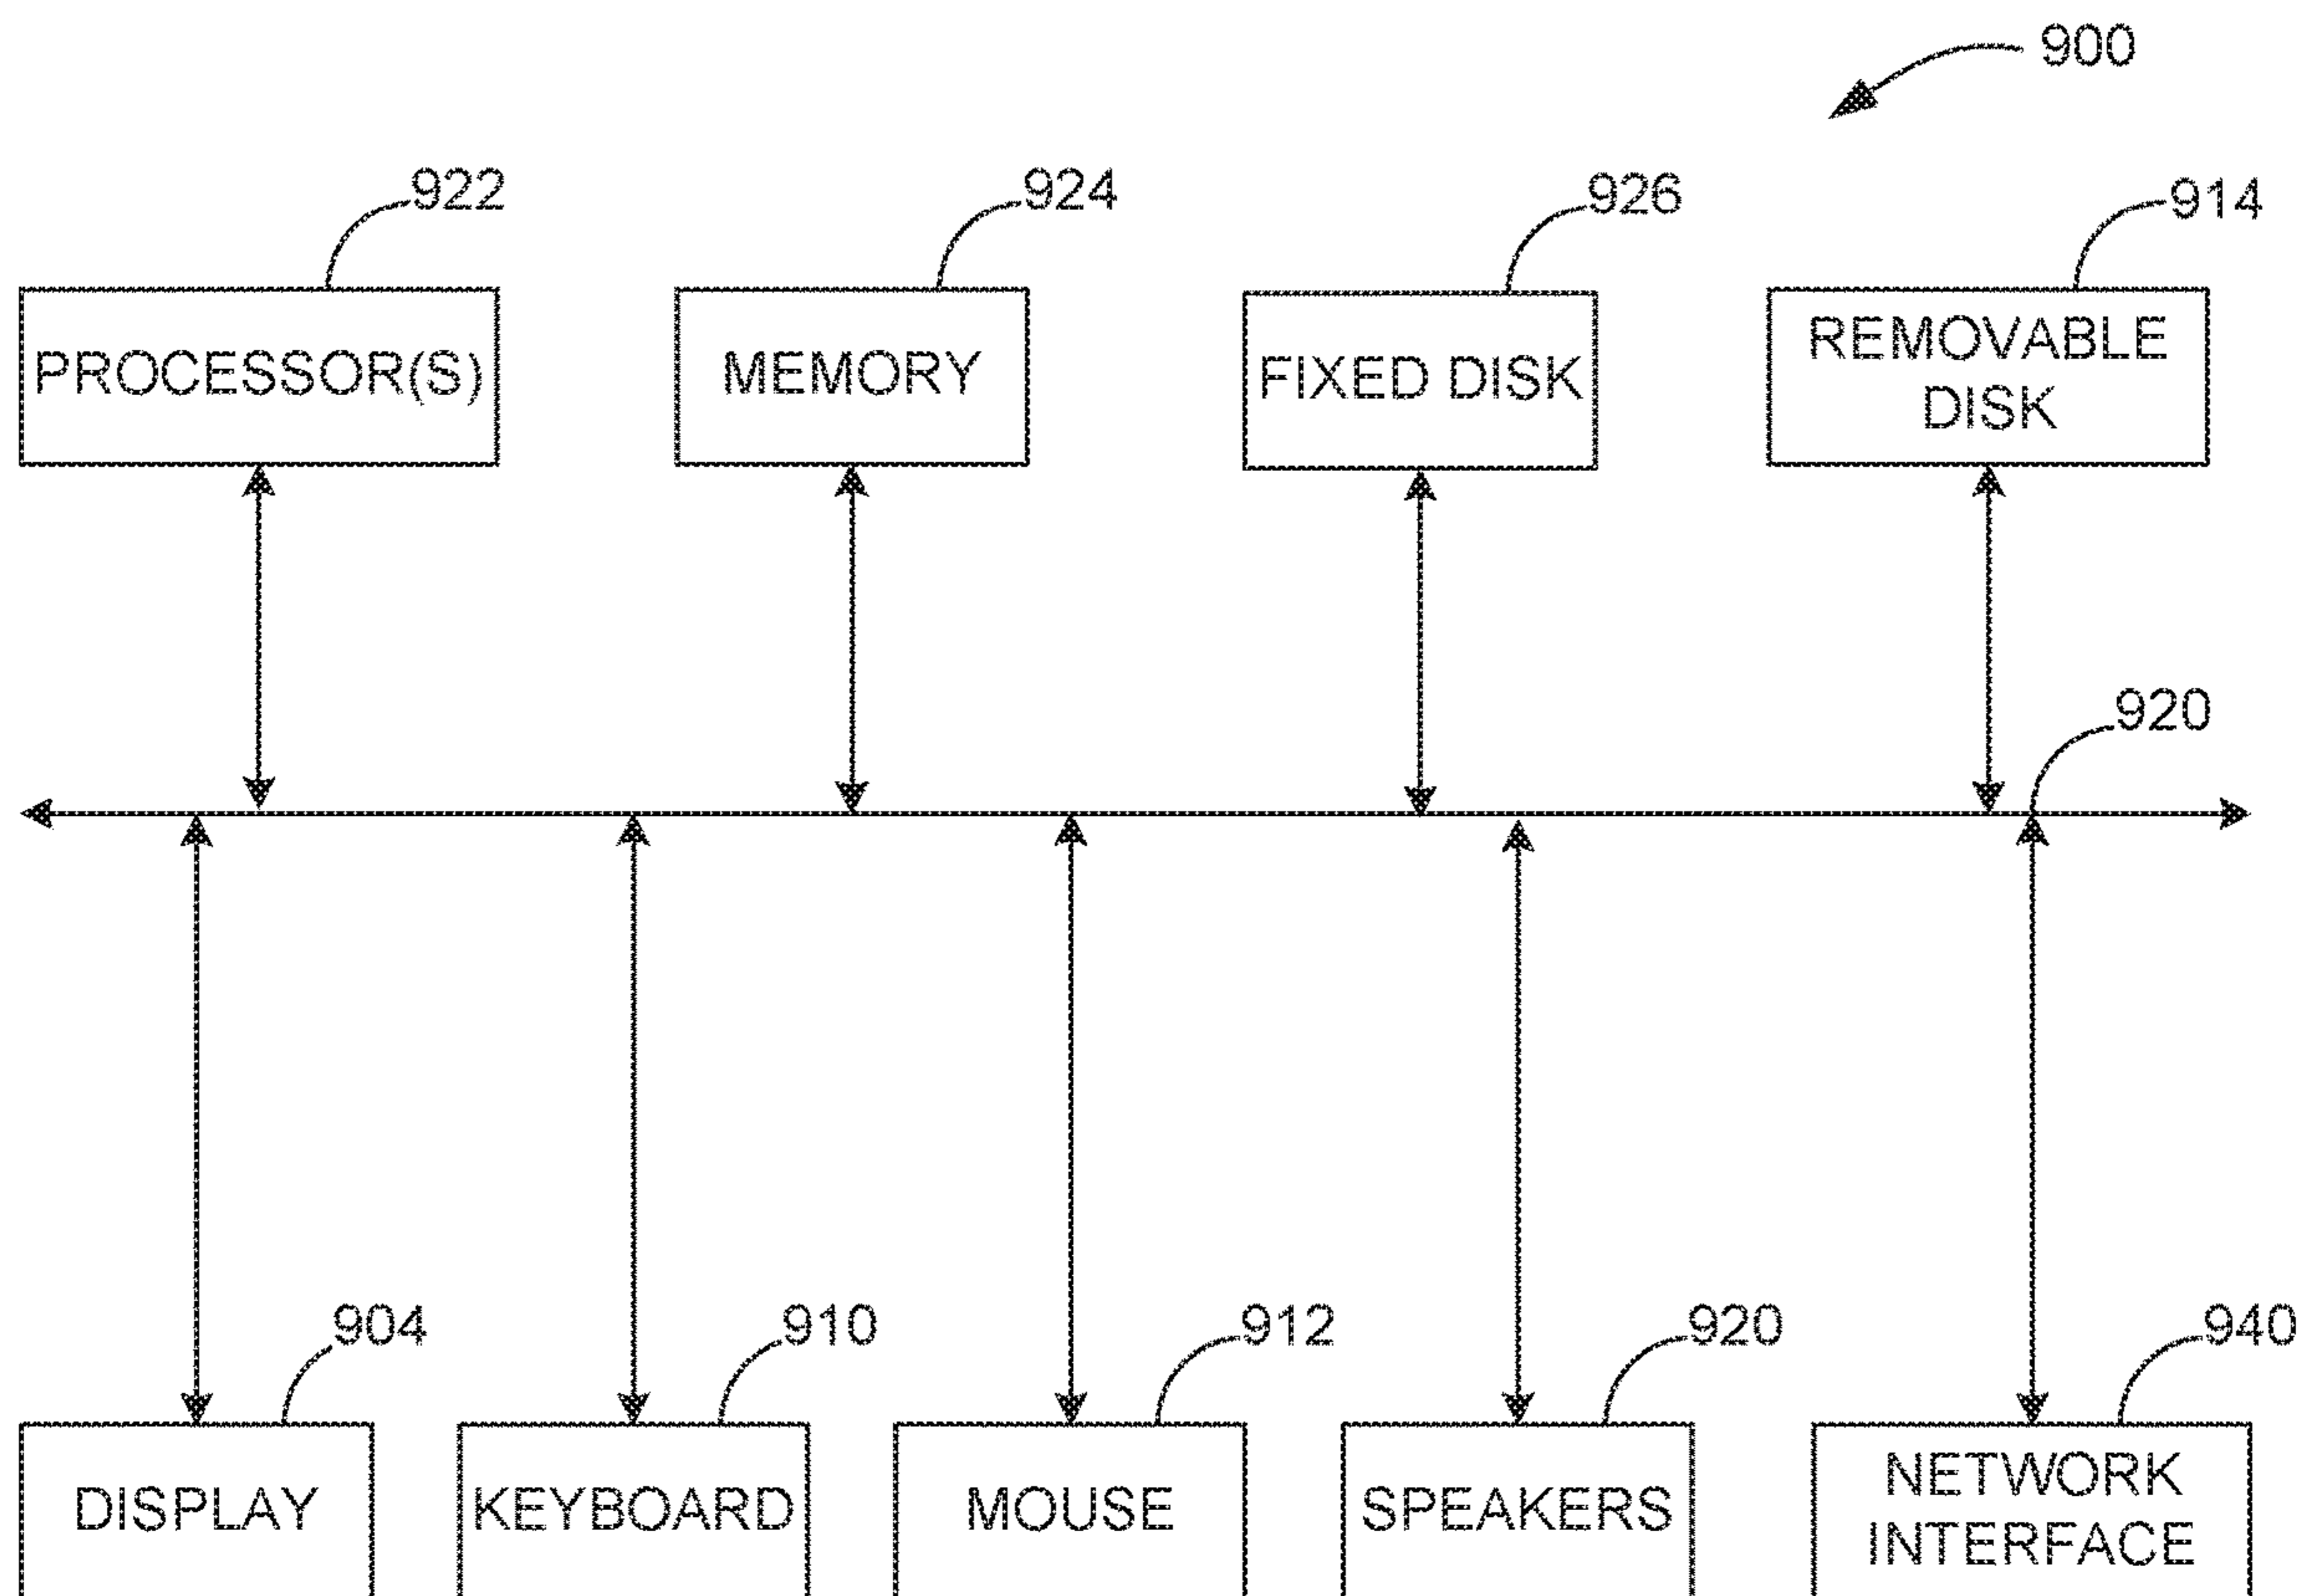 900
922
924
926
914
PROCESSOR(S)
MEMORY
FIXED DISK
REMOVABLE
DISK
920
904
910
912
920
940
DISPLAY
KEYBOARD
MOUSE
SPEAKERS
NETWORK
INTERFACE